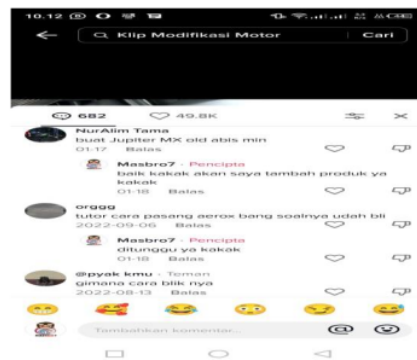 10.12
Klip Modifikasi Motor
Cari
682
49.8K
NurAlim Tama
buat Jupiter MX old abis min
01-17 Balas
Masbro7 · Pencipta
baik kakak akan saya tambah produk ya
kakak
01-18 Balas
orggg
tutor cara pasang aerox bang soalnya udah bli
2022-09-06 Balas
Masbro7 · Pencipta
ditunggu ya kakak
01-18 Balas
@pyak kmu · Teman
gimana cara blik nya
2022-08-13 Balas
Tambahkan komentar...